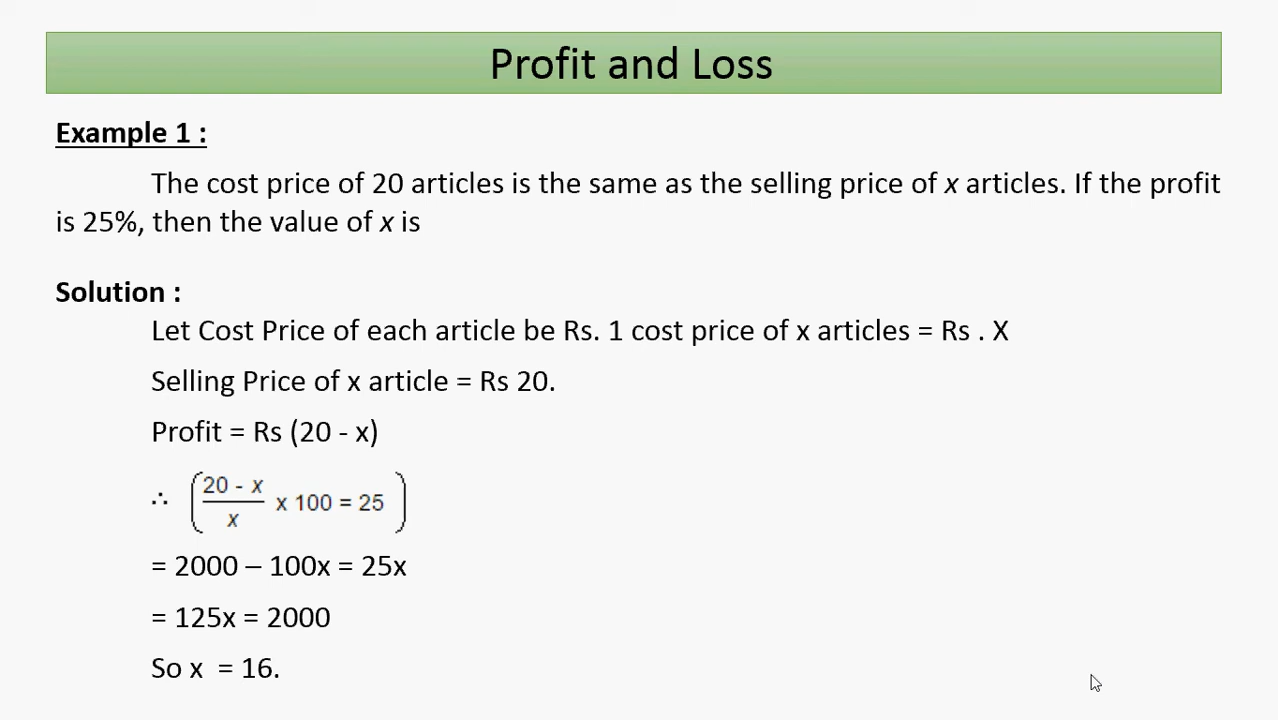 Profit and Loss
Example 1 :
The cost price of 20 articles is the same as the selling price of x articles. If the profit
is 25%, then the value of x is
Solution :
Let Cost Price of each article be Rs. 1 cost price of x articles = Rs . X
Selling Price of x article = Rs 20.
Profit = Rs (20 - x)
∴ (20 - x / x x 100 = 25)
= 2000 – 100x = 25x
= 125x = 2000
So x = 16.